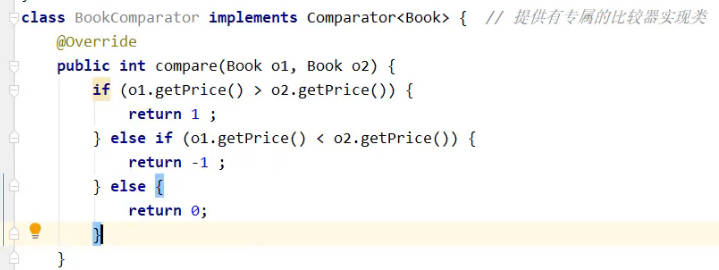 class BookComparator implements Comparator<Book> {  // 提供有专属的比较器实现类
    @Override
    public int compare(Book o1, Book o2) {
        if (o1.getPrice() > o2.getPrice()) {
            return 1 ;
        } else if (o1.getPrice() < o2.getPrice()) {
            return -1 ;
        } else {
            return 0;
        }
    }